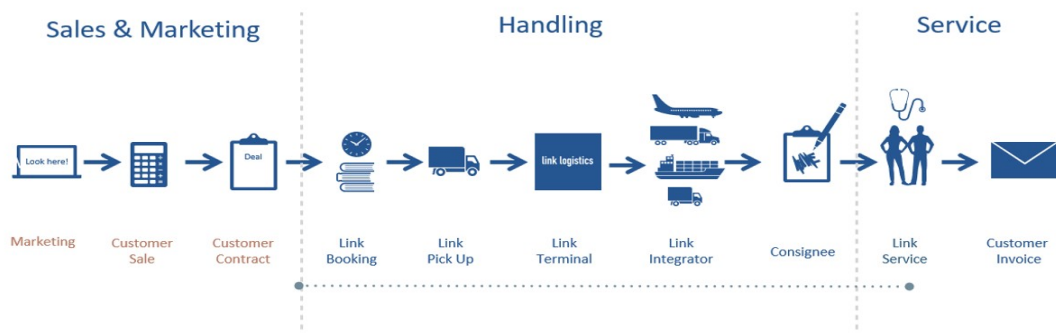 Sales & Marketing
Handling
Service
Look here!
Deal
link logistics
Marketing
Customer
Sale
Customer
Contract
Link
Booking
Link
Pick Up
Link
Terminal
Link
Integrator
Consignee
Link
Service
Customer
Invoice